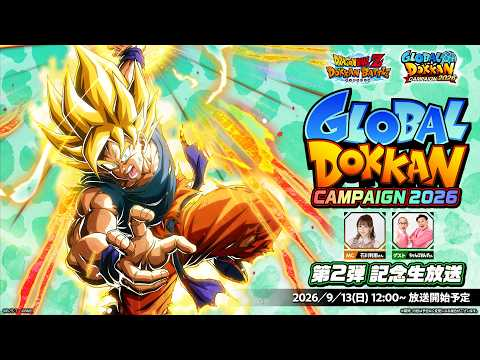 DRAGON BALL Z
DOKKAN BATTLE
GLOBAL
DOKKAN
CAMPAIGN 2026
GLOBAL
DOKKAN
CAMPAIGN 2026
MC
ゲスト
第2弾 記念生放送
2026/9/13(日) 12:00~ 放送開始予定